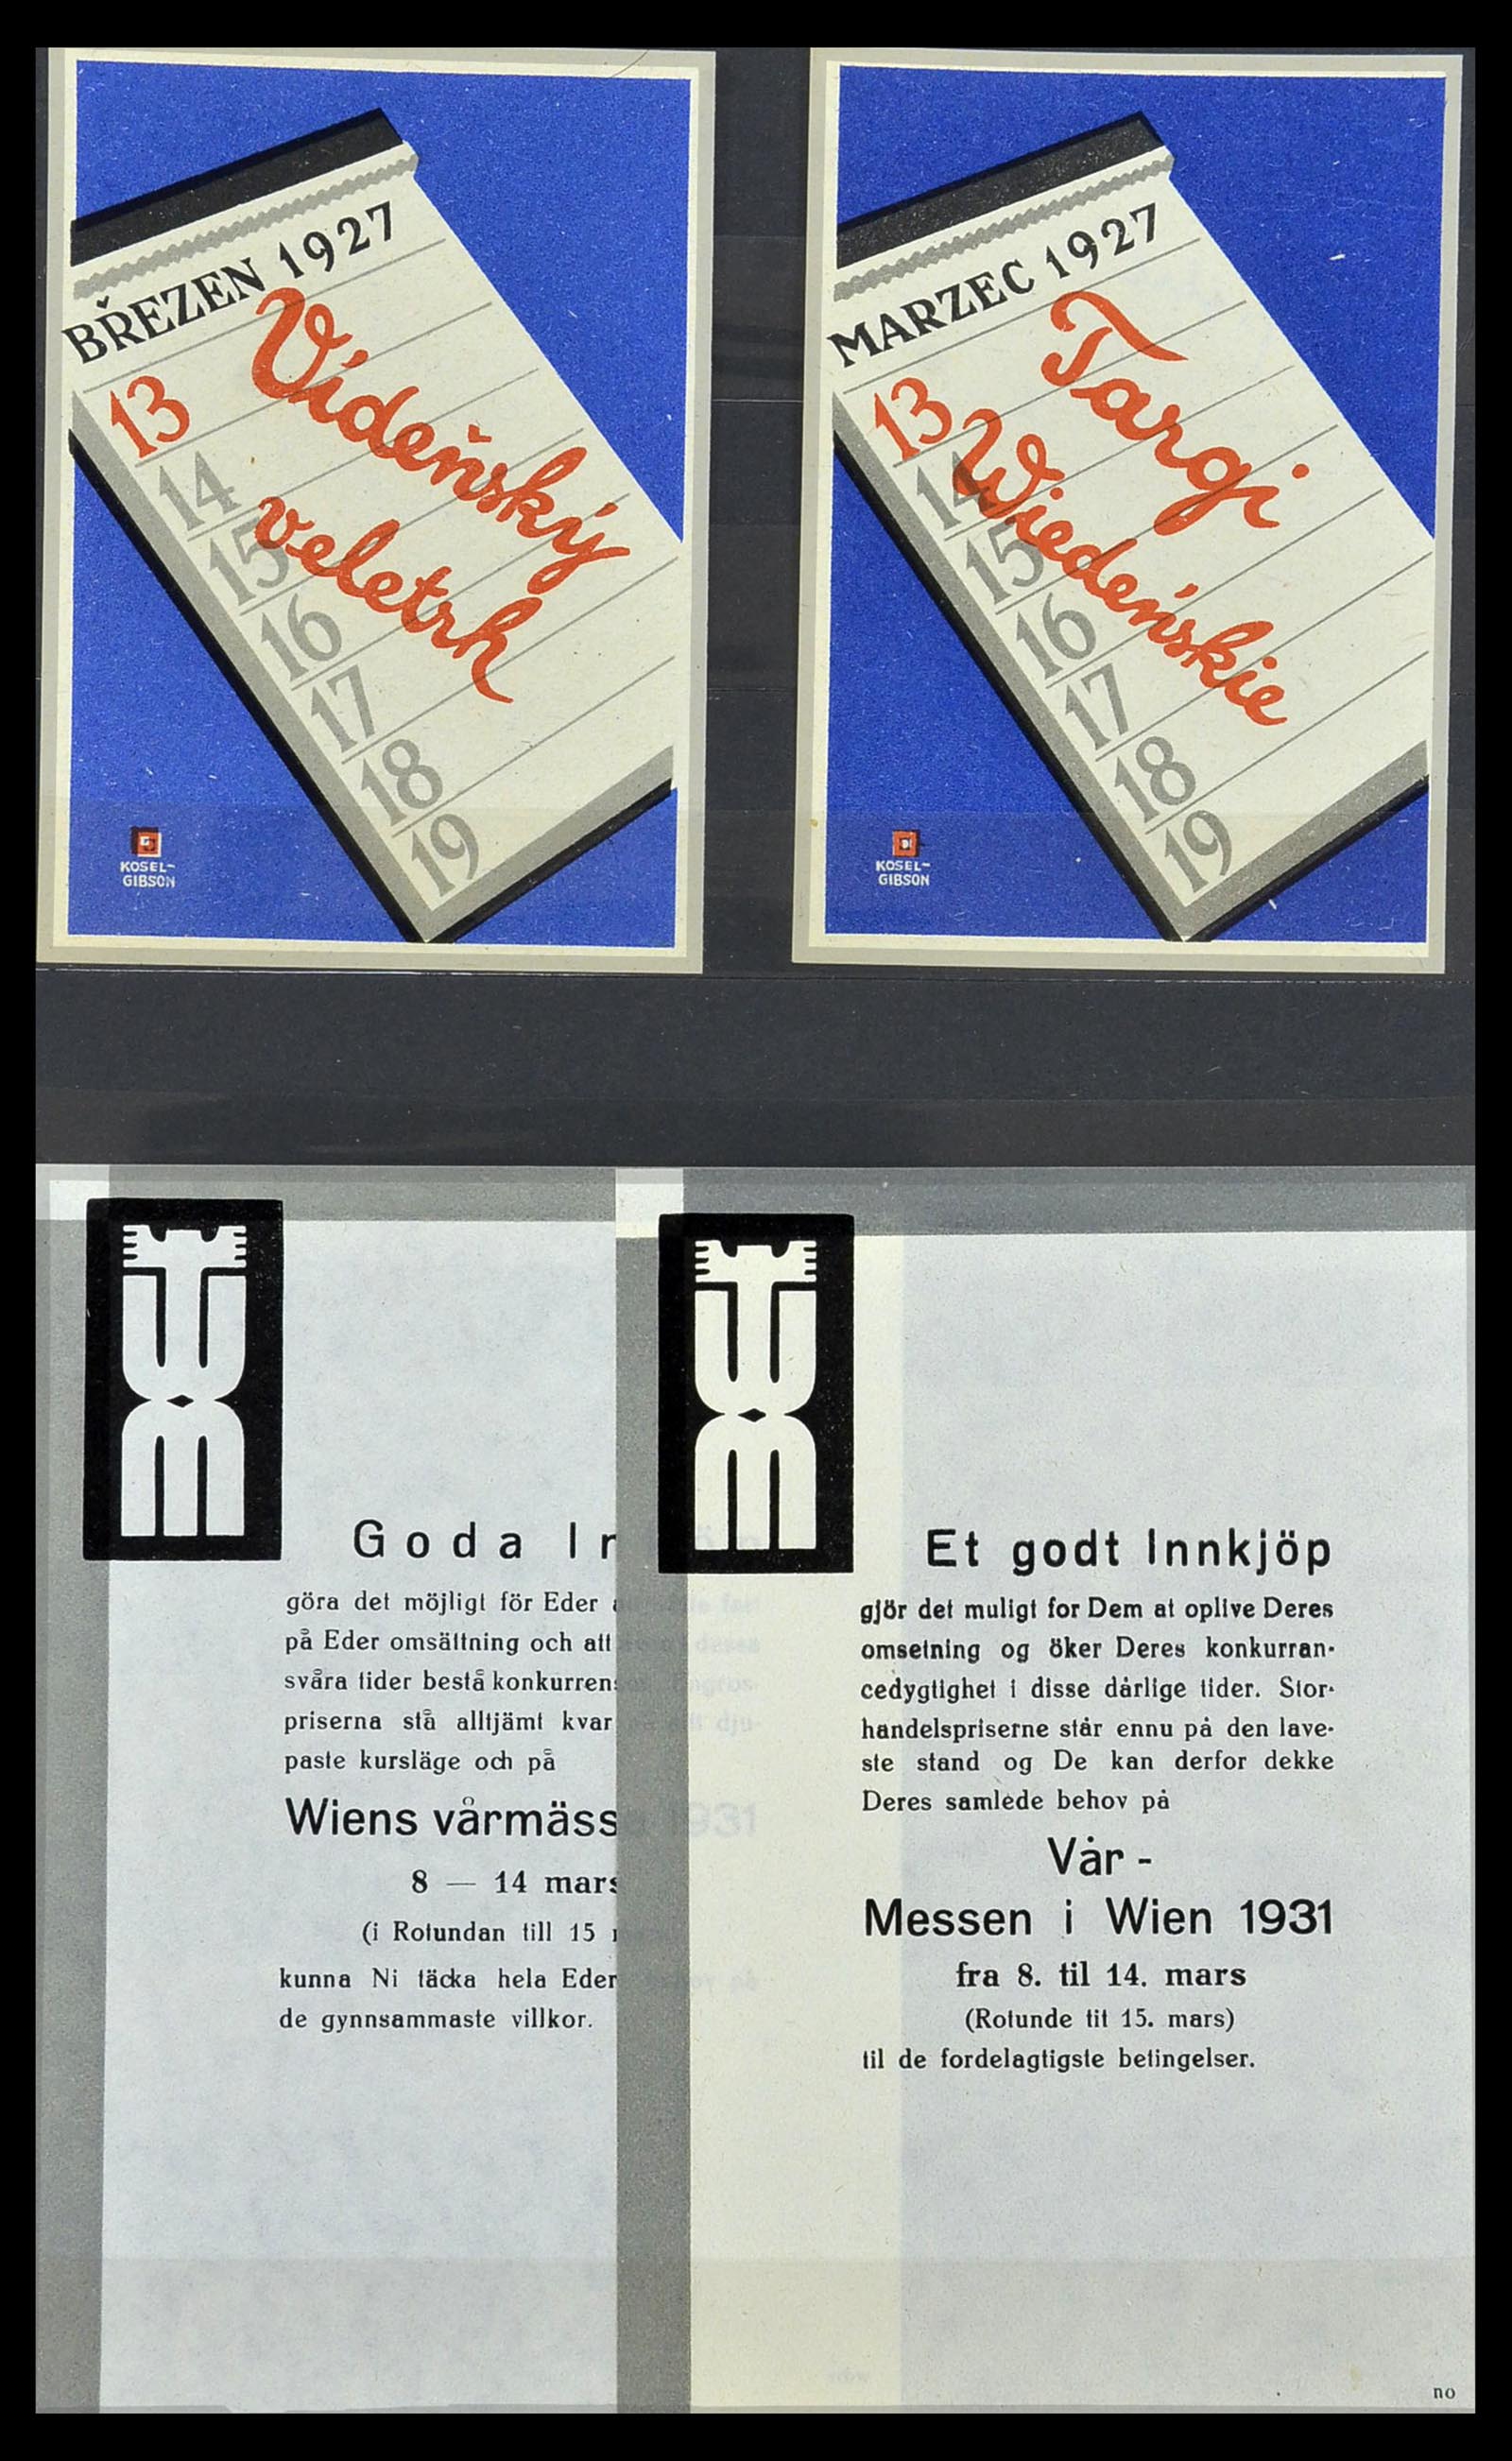 BŘEZEN 1927
Vídeňský
veletrh
13
14
15
16
17
18
19
KOSEL-
GIBSON
MARZEC 1927
Targi
Wiedeńskie
13
14
15
16
17
18
19
KOSEL-
GIBSON
Goda
göra det möjligt för Eder
på Eder omsättning och att
svåra tider bestå konkurren
priserna stå alltjämt kvar
paste kursläge och på
Wiens vårmäss 1931
8 — 14 mars
(i Rotundan till 15
kunna Ni täcka hela Eder
de gynnsammaste villkor.
Et godt Innkjöp
gjör det muligt for Dem at oplive Deres
omsetning og öker Deres konkurran-
cedygtighet i disse dårlige tider. Stor-
handelspriserne står ennu på den lave-
ste stand og De kan derfor dekke
Deres samlede behov på
Vår -
Messen i Wien 1931
fra 8. til 14. mars
(Rotunde tit 15. mars)
til de fordelagtigste betingelser.
no